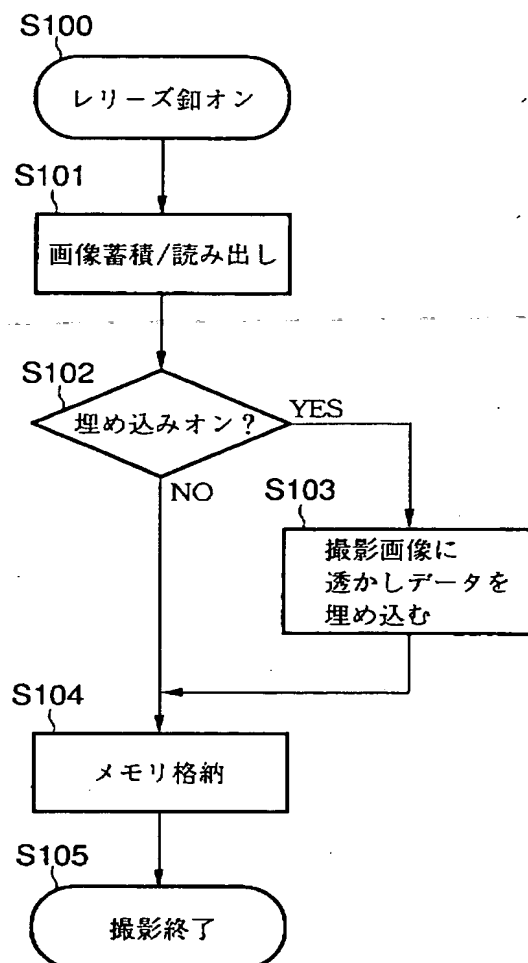 S100
レリーズ釦オン
S101
画像蓄積/読み出し
S102
埋め込みオン?
YES
NO
S103
撮影画像に
透かしデータを
埋め込む
S104
メモリ格納
S105
撮影終了